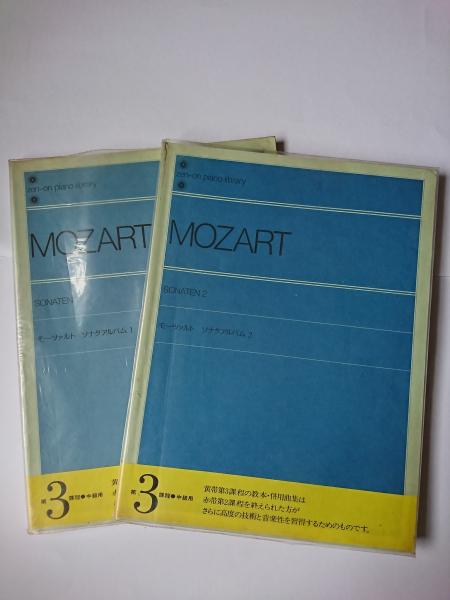 zen-on piano library
MOZART
SONATEN
モーツァルト ソナタアルバム 1
第3課程●中級用
黄
赤
zen-on piano library
MOZART
SONATEN 2
モーツァルト ソナタアルバム 2
第3課程●中級用
黄帯第3課程の教本・併用曲集は
赤帯第2課程を終えられた方が
さらに高度の技術と音楽性を習得するためのものです。